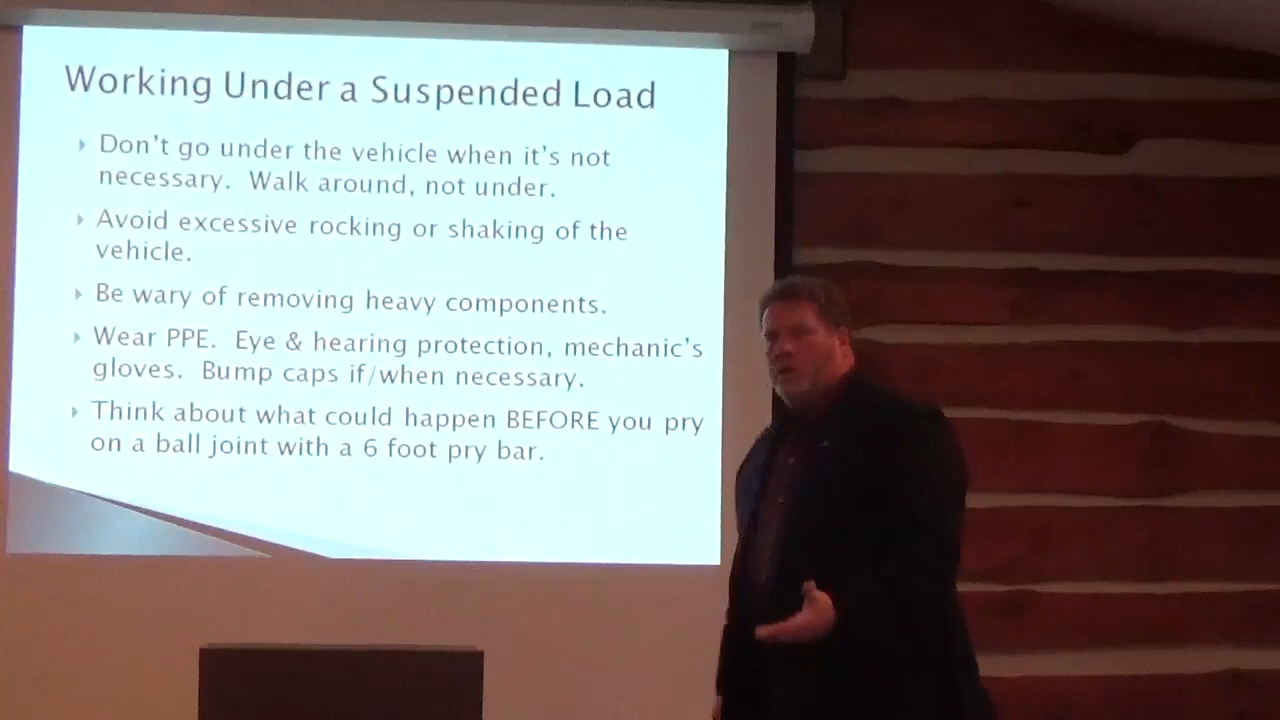 Working Under a Suspended Load
Don't go under the vehicle when it's not
necessary.  Walk around, not under.
Avoid excessive rocking or shaking of the
vehicle.
Be wary of removing heavy components.
Wear PPE.  Eye & hearing protection, mechanic's
gloves.  Bump caps if/when necessary.
Think about what could happen BEFORE you pry
on a ball joint with a 6 foot pry bar.